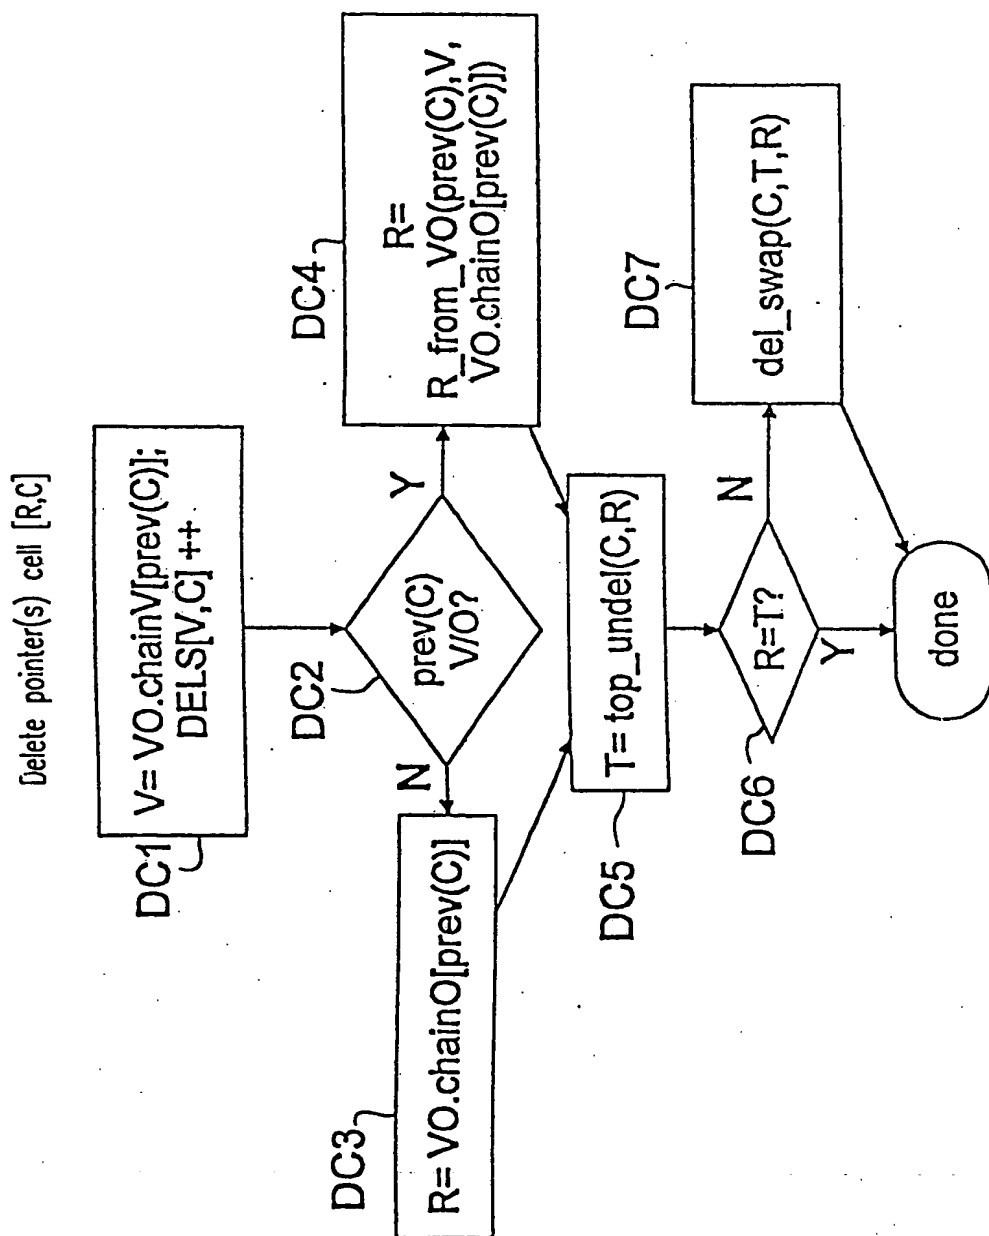 Delete pointer(s) cell [R,C]
DC1
V= VO.chainV[prev(C)];
DELS[V,C] ++
DC2
prev(C)
V/O?
N
Y
DC3
R= VO.chainO[prev(C)]
DC4
R=
R_from_VO(prev(C),V,
VO.chainO[prev(C)])
DC5
T= top_undel(C,R)
DC6
R=T?
N
Y
DC7
del_swap(C,T,R)
done